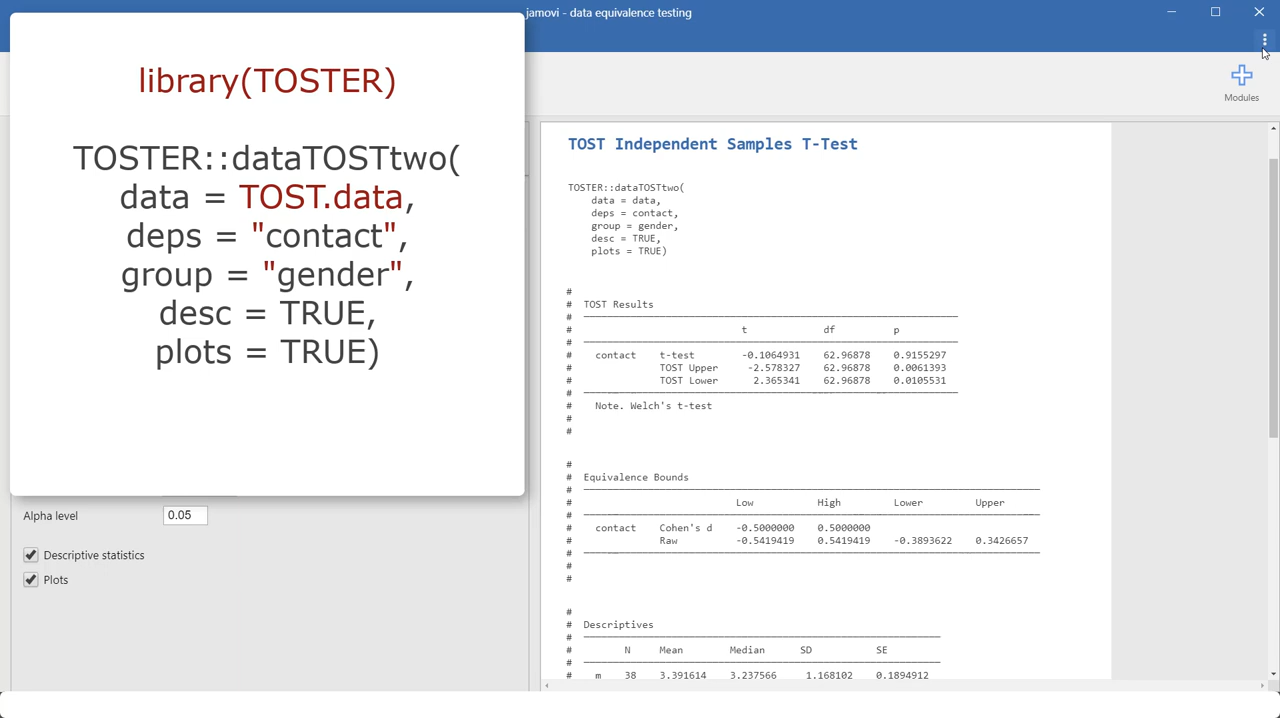 jamovi - data equivalence testing
library(TOSTER)
TOSTER::dataTOSTtwo(
data = TOST.data,
deps = "contact",
group = "gender",
desc = TRUE,
plots = TRUE)
Modules
Alpha level 0.05
Descriptive statistics
Plots
TOST Independent Samples T-Test
TOSTER::dataTOSTtwo(
data = data,
deps = contact,
group = gender,
desc = TRUE,
plots = TRUE)
#
# TOST Results
#
# t df p
#
# contact t-test -0.1064931 62.96878 0.9155297
# TOST Upper -2.578327 62.96878 0.0061393
# TOST Lower 2.365341 62.96878 0.0105531
#
# Note. Welch's t-test
#
#
#
# Equivalence Bounds
#
# Low High Lower Upper
#
# contact Cohen's d -0.5000000 0.5000000
# Raw -0.5419419 0.5419419 -0.3893622 0.3426657
#
#
#
#
# Descriptives
#
# N Mean Median SD SE
#
# m 38 3.391614 3.237566 1.168102 0.1894912